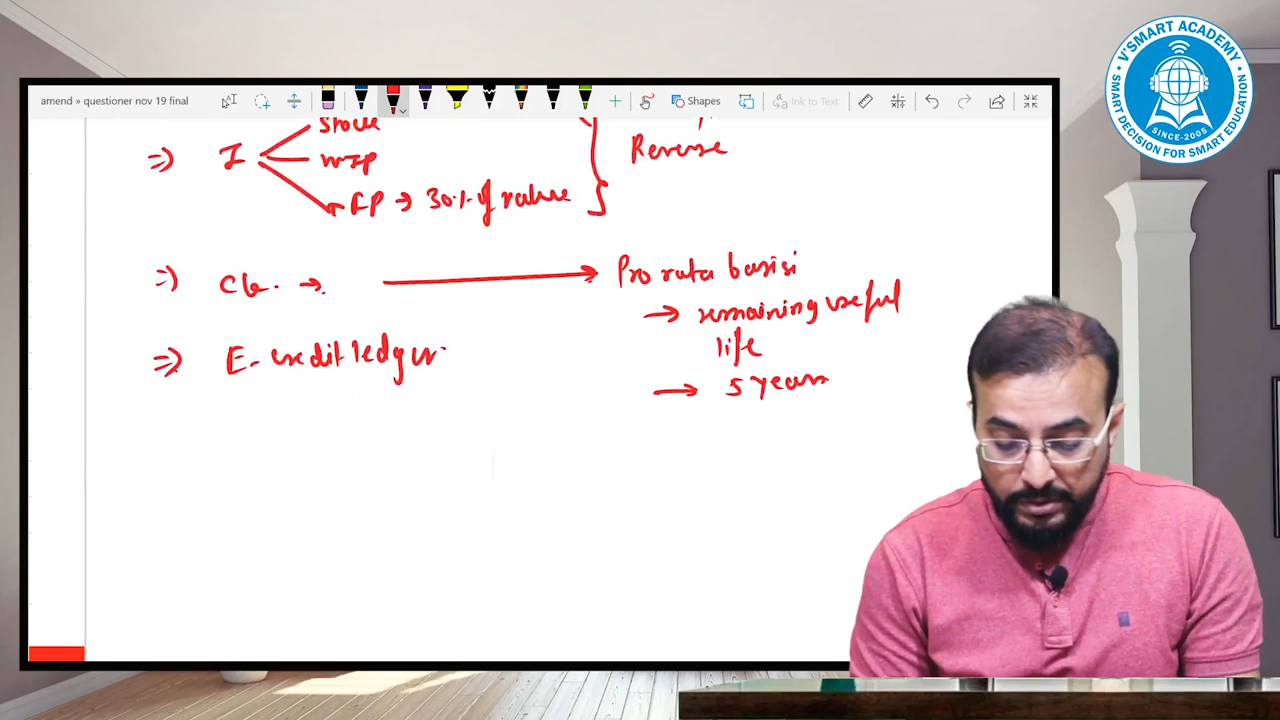 V'SMART ACADEMY
SMART DECISION FOR SMART EDUCATION
SINCE-2005
amend » questioner nov 19 final
Shapes
Ink to Text
Stock
=> I WIP Reverse
FP → 30% of value
=> CG. → Pro rata basisi
→ remaining useful
life
=> E-credit ledger.
→ 5 years